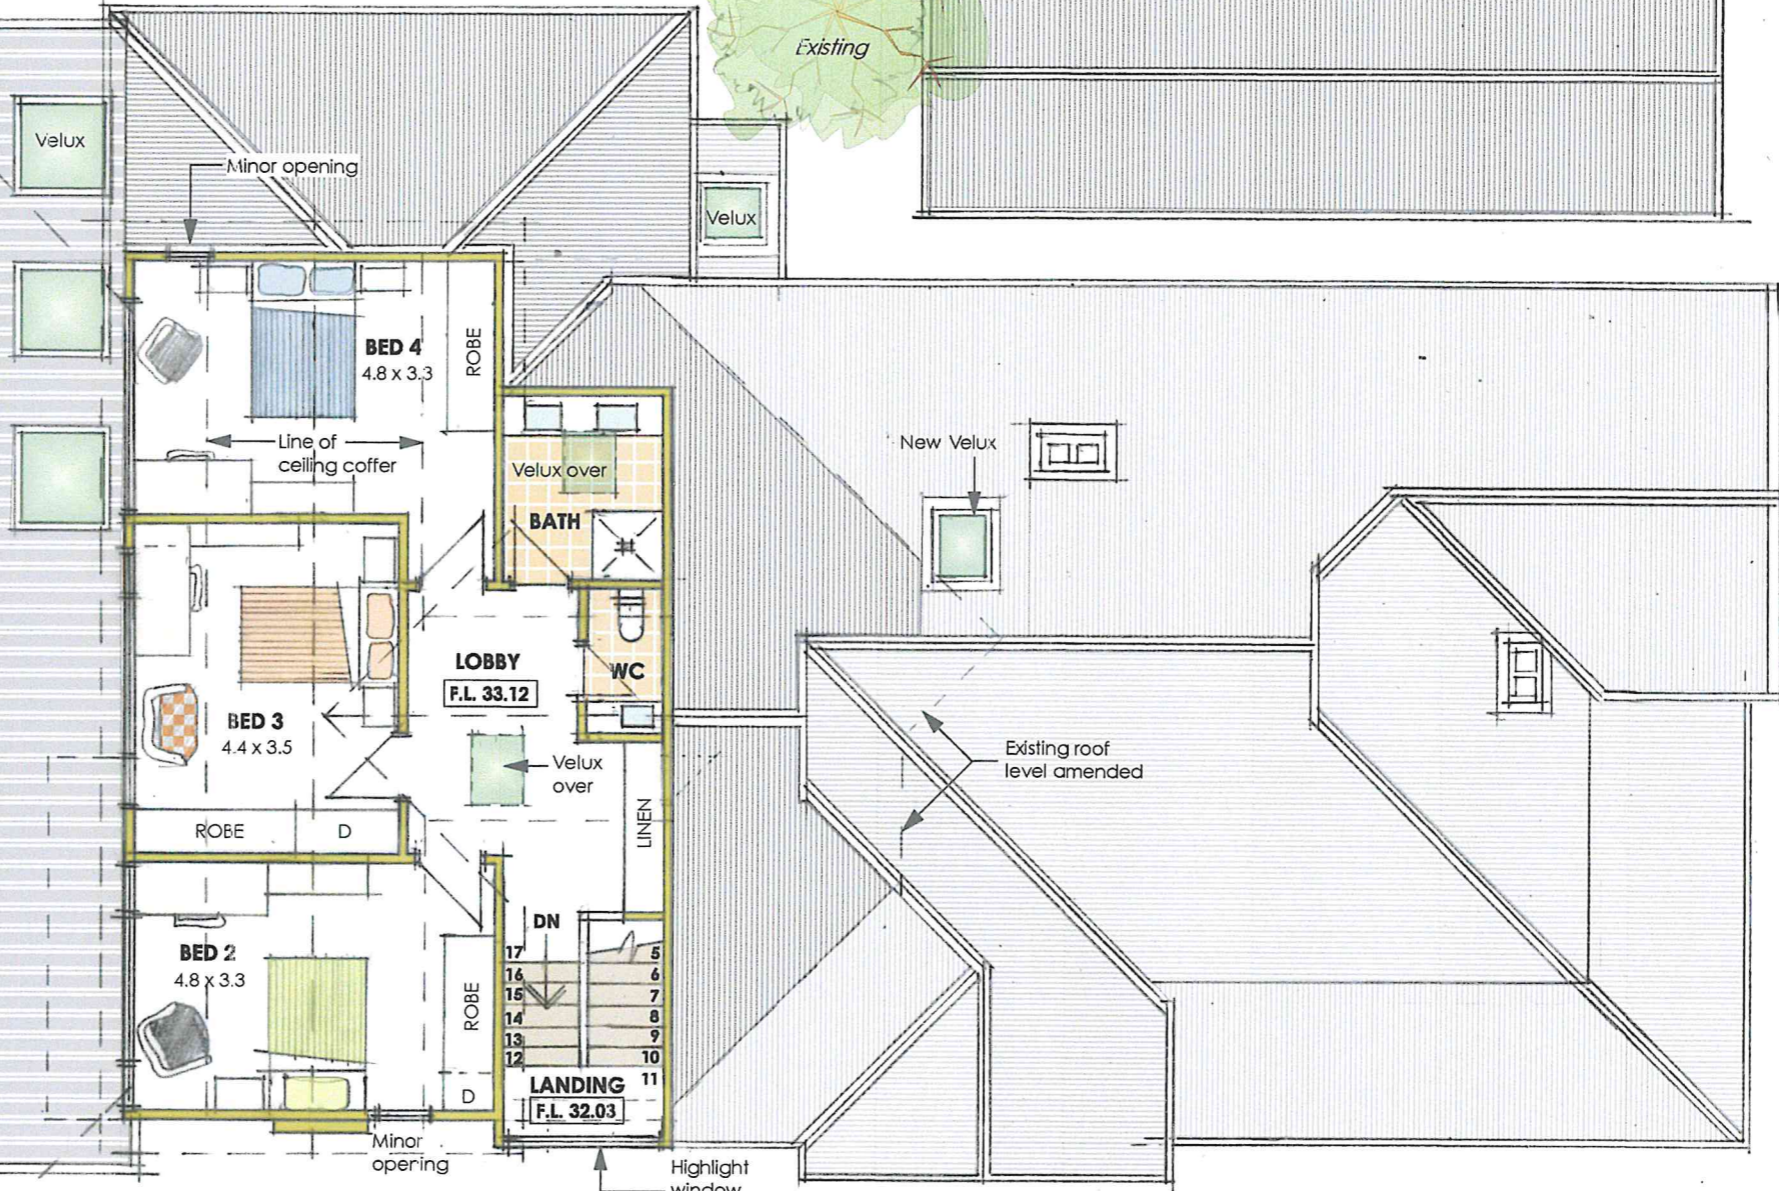 Existing
Velux
Minor opening
Velux
BED 4
4.8 x 3.3
ROBE
Line of
ceiling coffer
Velux over
BATH
New Velux
LOBBY
F.L. 33.12
WC
BED 3
4.4 x 3.5
Velux
over
Existing roof
level amended
ROBE
D
LINEN
DN
BED 2
4.8 x 3.3
ROBE
D
17
16
15
14
13
12
5
6
7
8
9
10
11
LANDING
F.L. 32.03
Minor
opening
Highlight
window